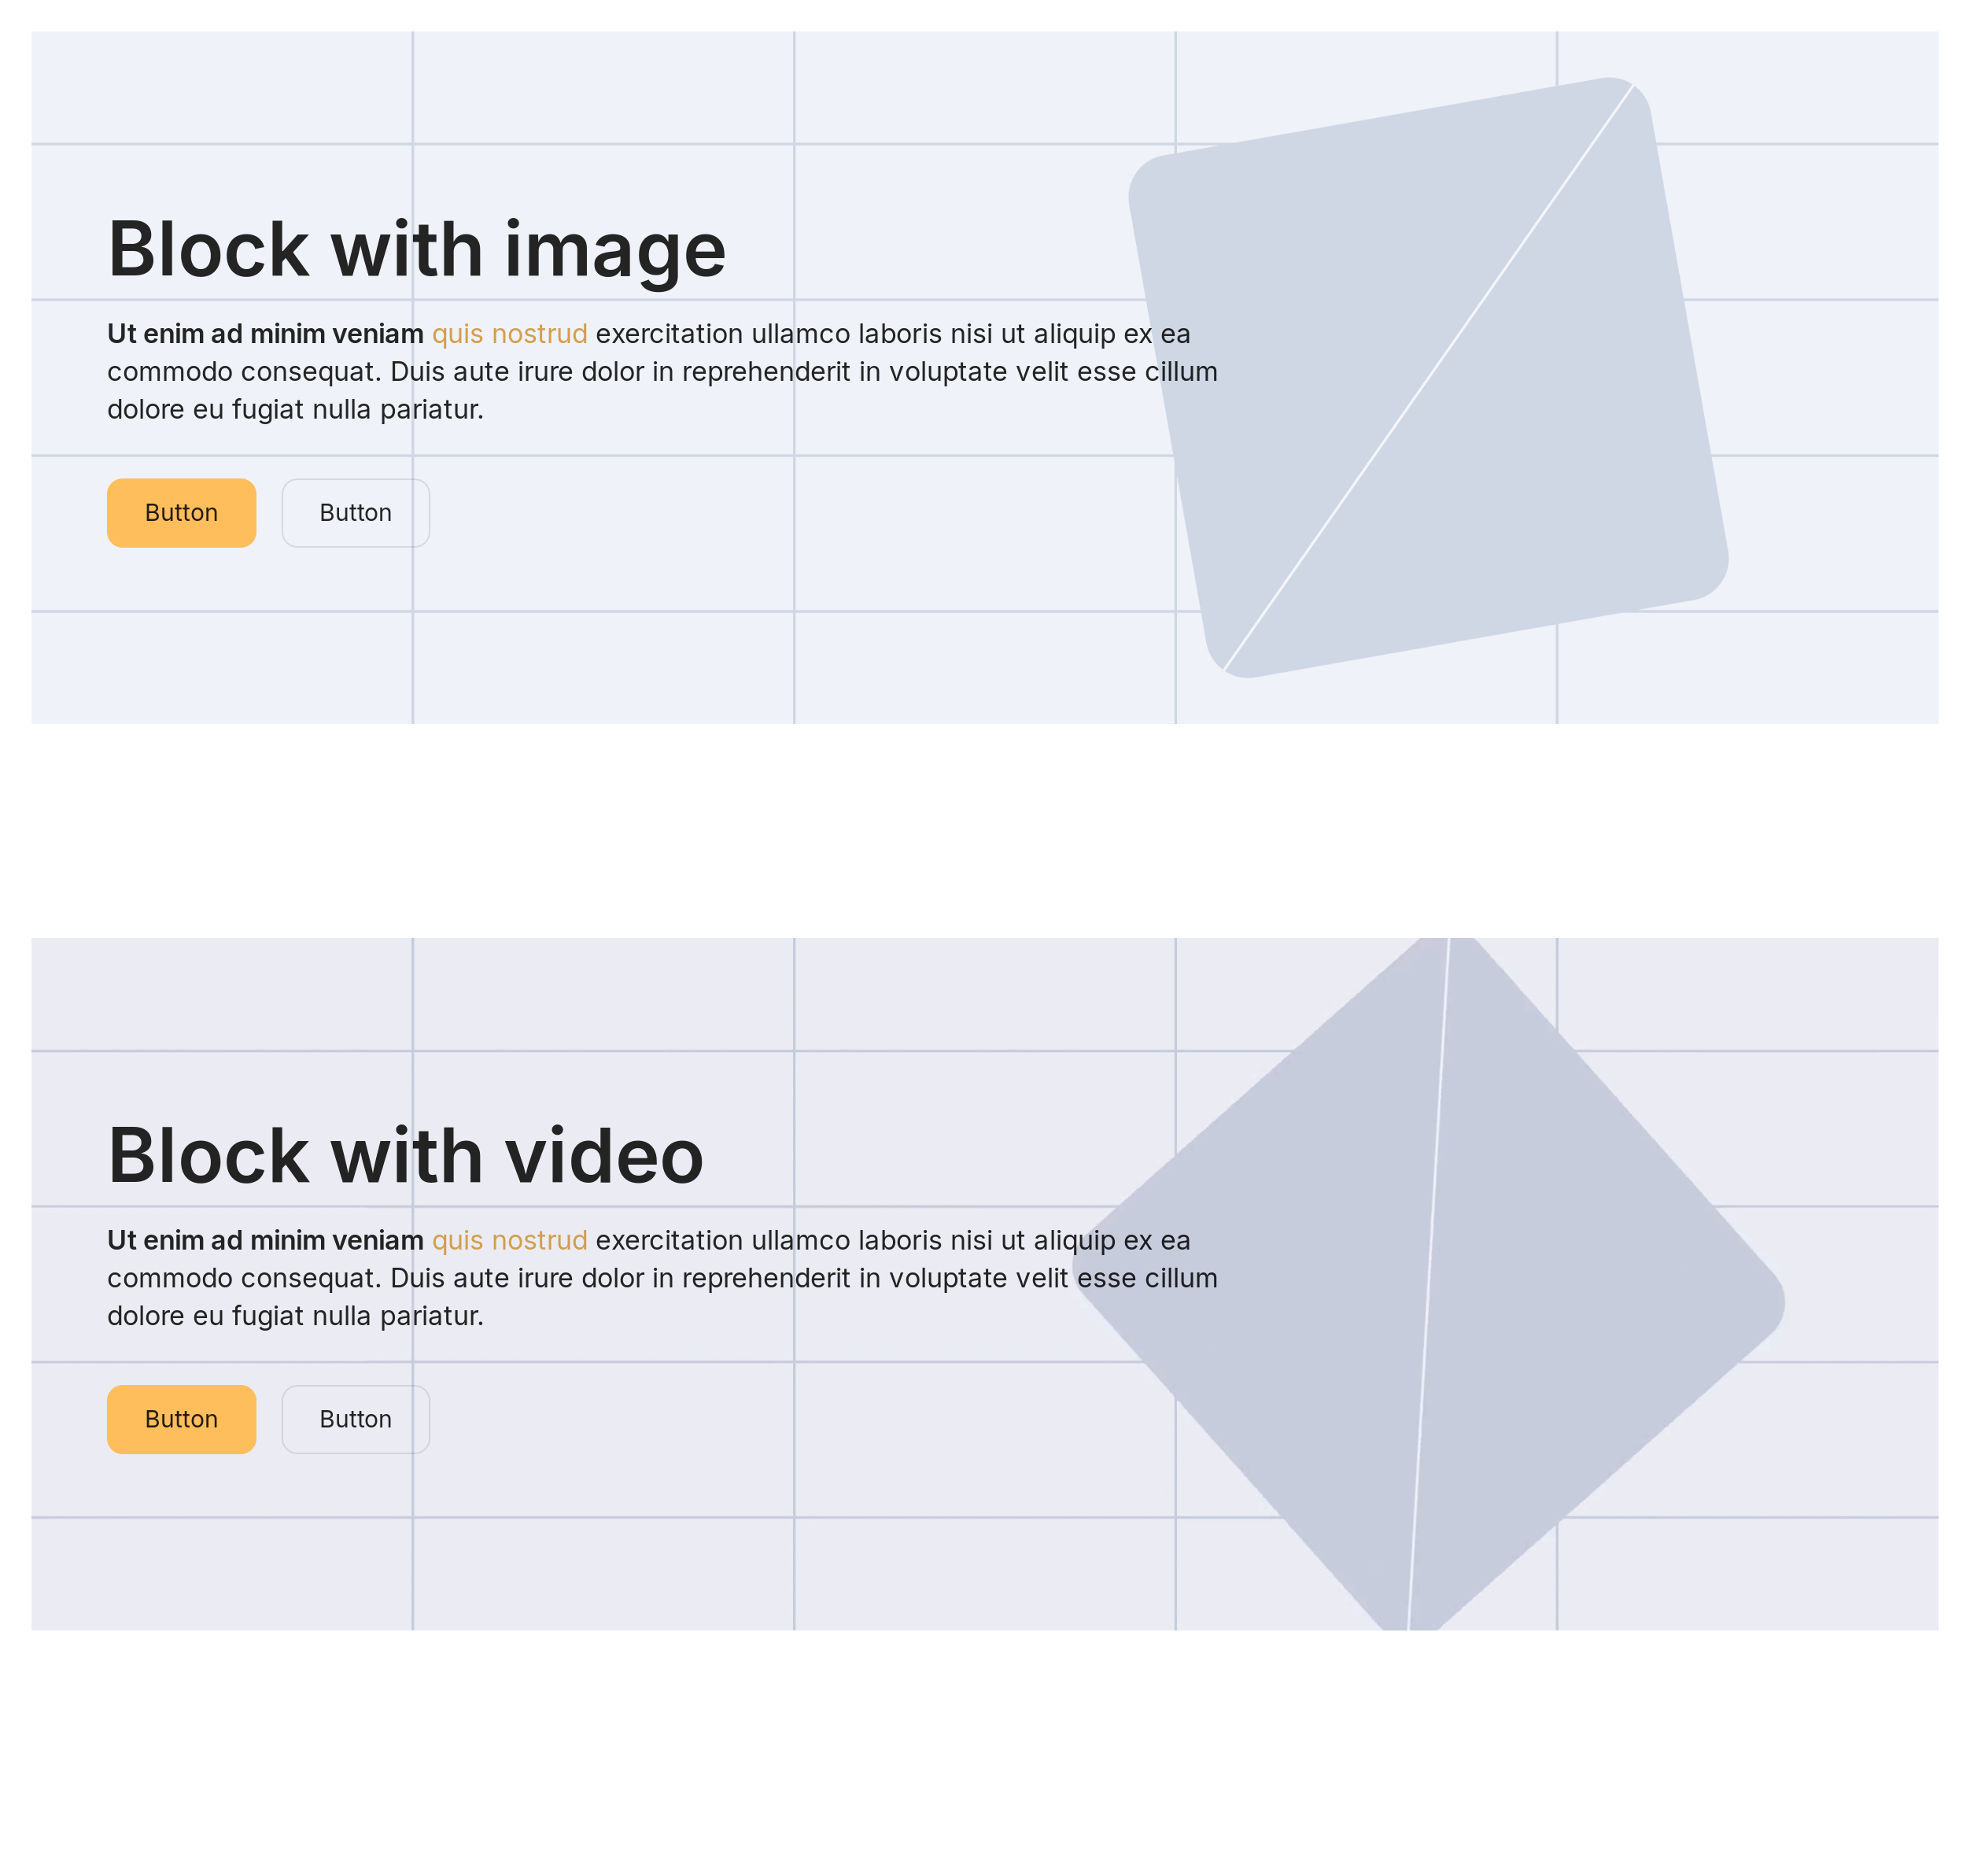 Block with image
Ut enim ad minim veniam quis nostrud exercitation ullamco laboris nisi ut aliquip ex ea
commodo consequat. Duis aute irure dolor in reprehenderit in voluptate velit esse cillum
dolore eu fugiat nulla pariatur.
Button Button
Block with video
Ut enim ad minim veniam quis nostrud exercitation ullamco laboris nisi ut aliquip ex ea
commodo consequat. Duis aute irure dolor in reprehenderit in voluptate velit esse cillum
dolore eu fugiat nulla pariatur.
Button Button